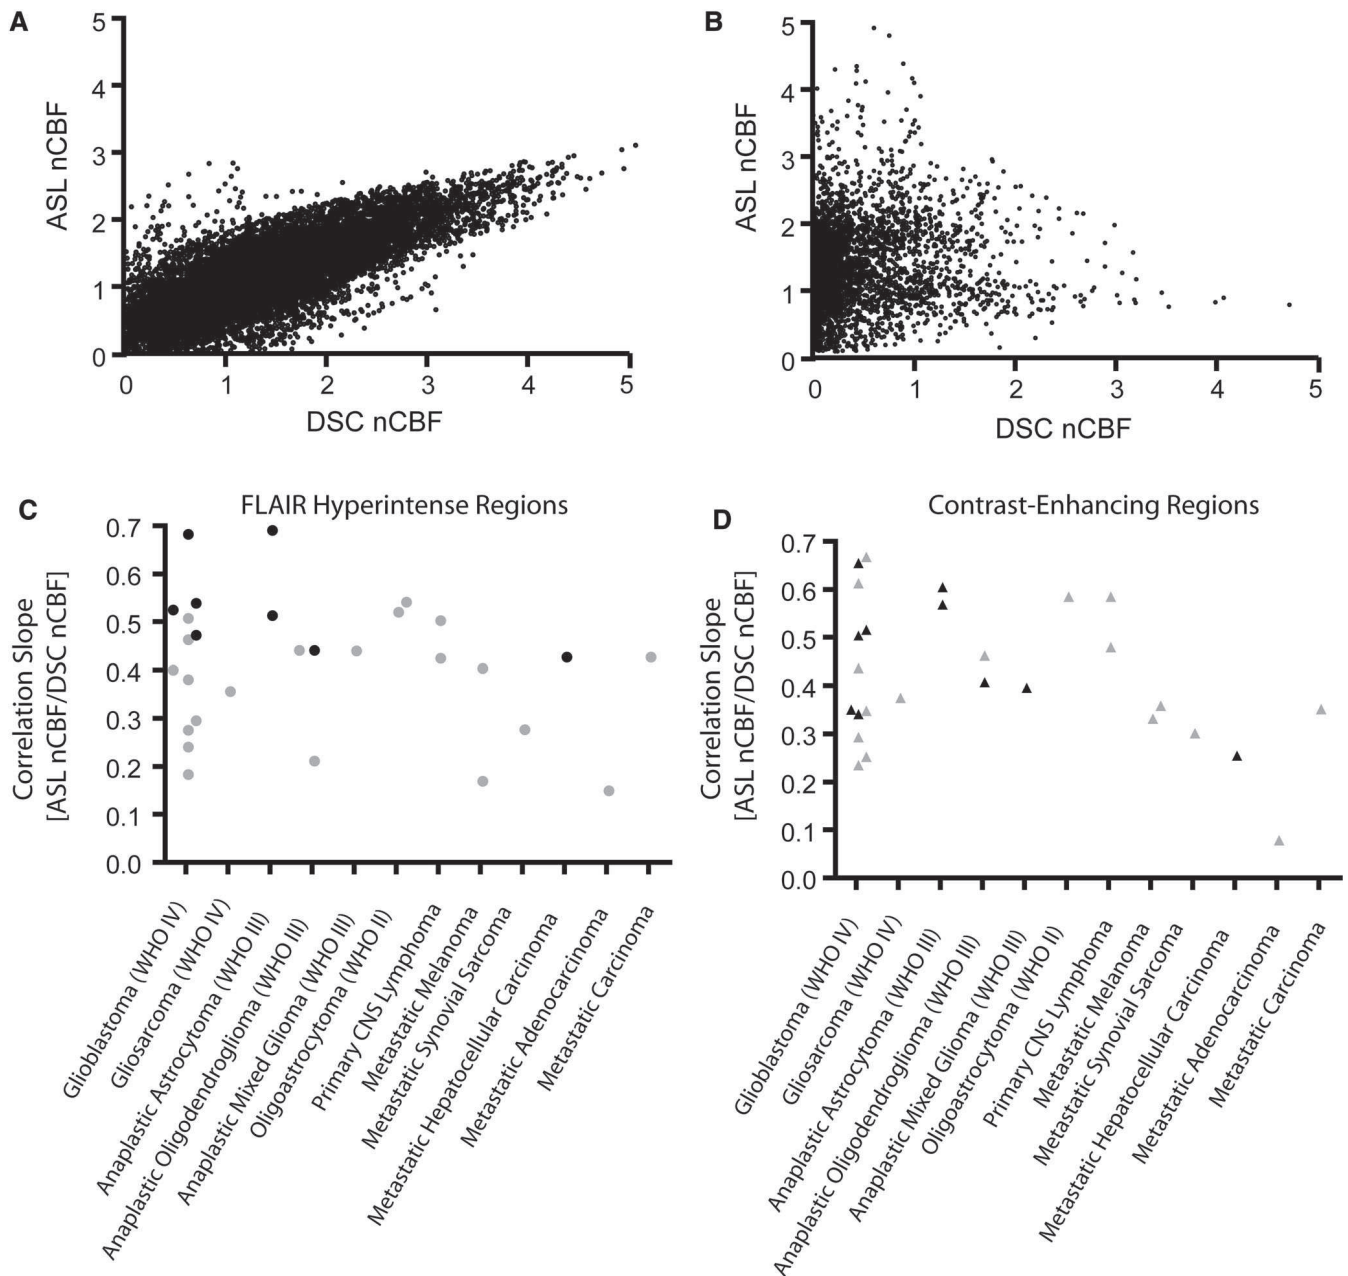 A
ASL nCBF
5
4
3
2
1
0
0 1 2 3 4 5
DSC nCBF
B
ASL nCBF
5
4
3
2
1
0
0 1 2 3 4 5
DSC nCBF
C
FLAIR Hyperintense Regions
Correlation Slope
[ASL nCBF/DSC nCBF]
0.7
0.6
0.5
0.4
0.3
0.2
0.1
0.0
Glioblastoma (WHO IV)
Gliosarcoma (WHO IV)
Anaplastic Astrocytoma (WHO III)
Anaplastic Oligodendroglioma (WHO III)
Anaplastic Mixed Glioma (WHO III)
Oligoastrocytoma (WHO II)
Primary CNS Lymphoma
Metastatic Melanoma
Metastatic Synovial Sarcoma
Metastatic Hepatocellular Carcinoma
Metastatic Adenocarcinoma
Metastatic Carcinoma
D
Contrast-Enhancing Regions
Correlation Slope
[ASL nCBF/DSC nCBF]
0.7
0.6
0.5
0.4
0.3
0.2
0.1
0.0
Glioblastoma (WHO IV)
Gliosarcoma (WHO IV)
Anaplastic Astrocytoma (WHO III)
Anaplastic Oligodendroglioma (WHO III)
Anaplastic Mixed Glioma (WHO III)
Oligoastrocytoma (WHO II)
Primary CNS Lymphoma
Metastatic Melanoma
Metastatic Synovial Sarcoma
Metastatic Hepatocellular Carcinoma
Metastatic Adenocarcinoma
Metastatic Carcinoma